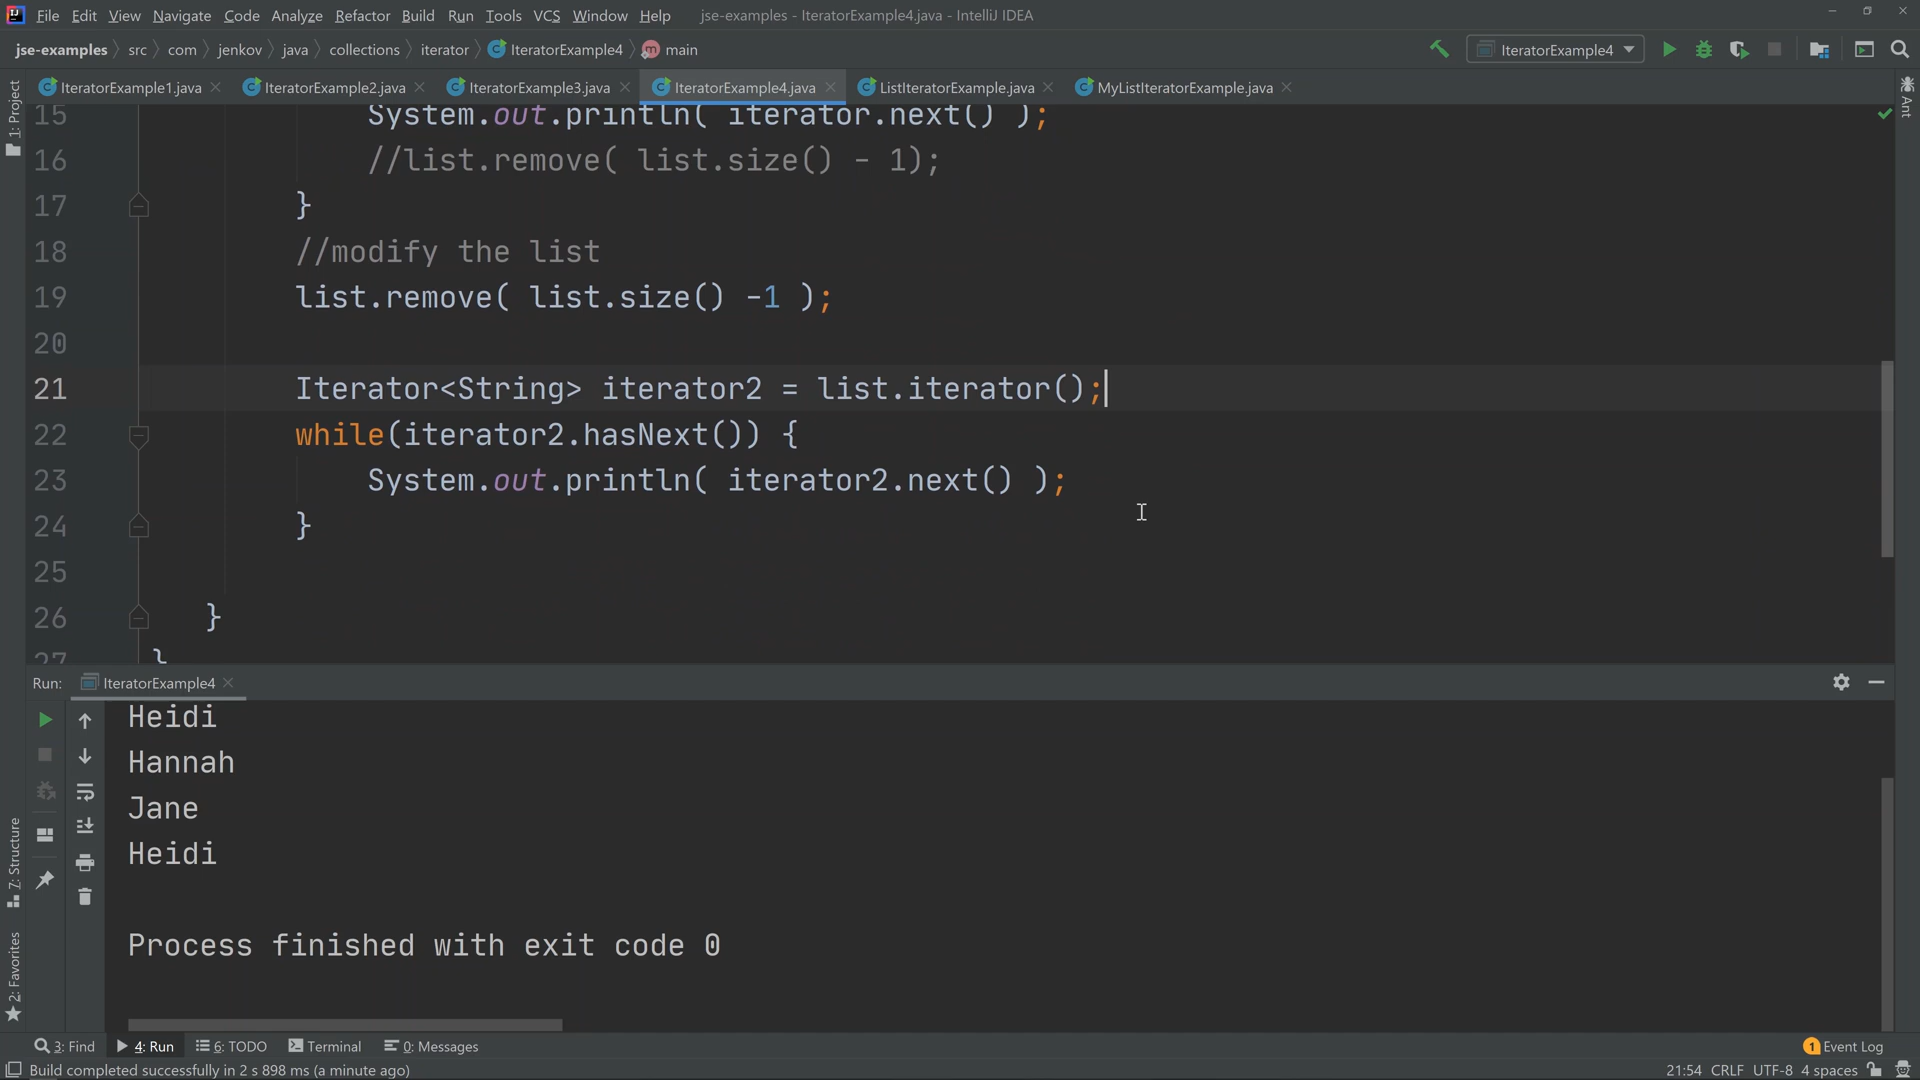 File Edit View Navigate Code Analyze Refactor Build Run Tools VCS Window Help jse-examples - IteratorExample4.java - IntelliJ IDEA
jse-examples src com jenkov java collections iterator IteratorExample4 main IteratorExample4
IteratorExample1.java IteratorExample2.java IteratorExample3.java IteratorExample4.java ListIteratorExample.java MyListIteratorExample.java
1: Project
Ant
15 System.out.println( iterator.next() );
16 //list.remove( list.size() - 1);
17 }
18 //modify the list
19 list.remove( list.size() -1 );
20
21 Iterator<String> iterator2 = list.iterator();
22 while(iterator2.hasNext()) {
23 System.out.println( iterator2.next() );
24 }
25
26 }
27 }
Run: IteratorExample4
Heidi
Hannah
Jane
Heidi
Process finished with exit code 0
7: Structure
2: Favorites
3: Find 4: Run 6: TODO Terminal 0: Messages 1 Event Log
Build completed successfully in 2 s 898 ms (a minute ago) 21:54 CRLF UTF-8 4 spaces